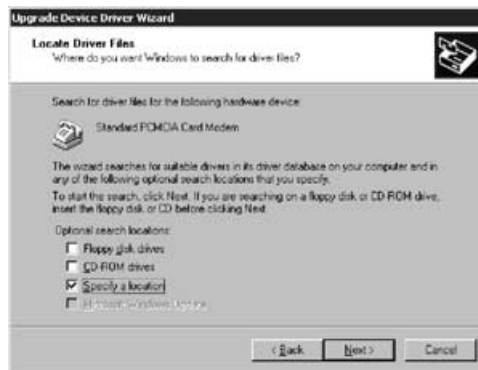 Upgrade Device Driver Wizard
Locate Driver Files
Where do you want Windows to search for driver files?
Search for driver files for the following hardware device:
Standard PCMCIA Card Modem
The wizard searches for suitable drivers in its driver database on your computer and in
any of the following optional search locations that you specify.
To start the search, click Next. If you are searching on a floppy disk or CD-ROM drive,
insert the floppy disk or CD before clicking Next.
Optional search locations:
Floppy disk drives
CD-ROM drives
Specify a location
Microsoft Windows Update
< Back
Next >
Cancel